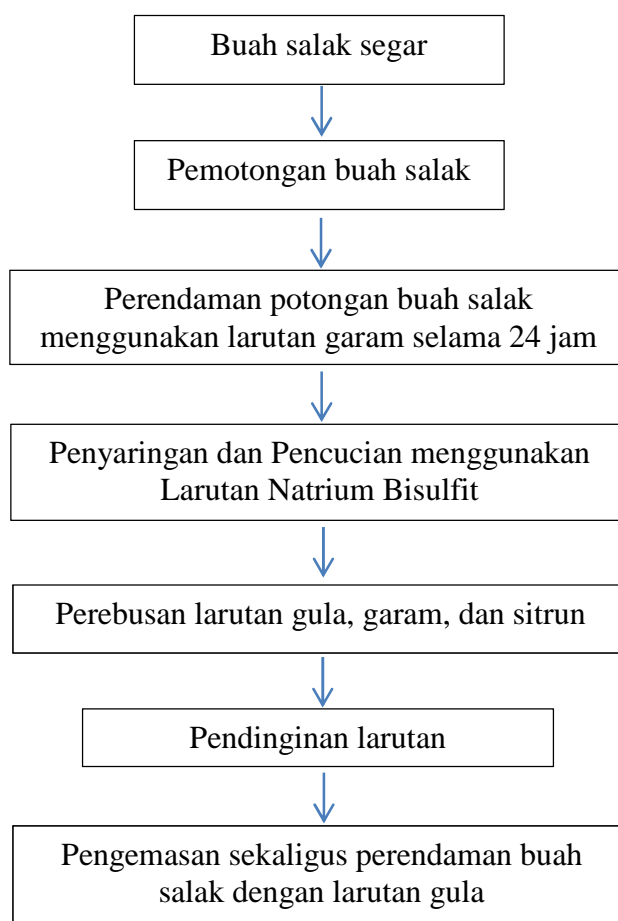 Buah salak segar
Pemotongan buah salak
Perendaman potongan buah salak
menggunakan larutan garam selama 24 jam
Penyaringan dan Pencucian menggunakan
Larutan Natrium Bisulfit
Perebusan larutan gula, garam, dan sitrun
Pendinginan larutan
Pengemasan sekaligus perendaman buah
salak dengan larutan gula